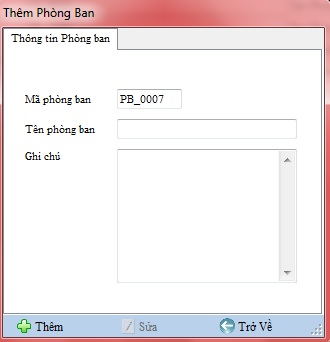 Thêm Phòng Ban
Thông tin Phòng ban
Mã phòng ban PB_0007
Tên phòng ban
Ghi chú
Thêm Sửa Trở Về